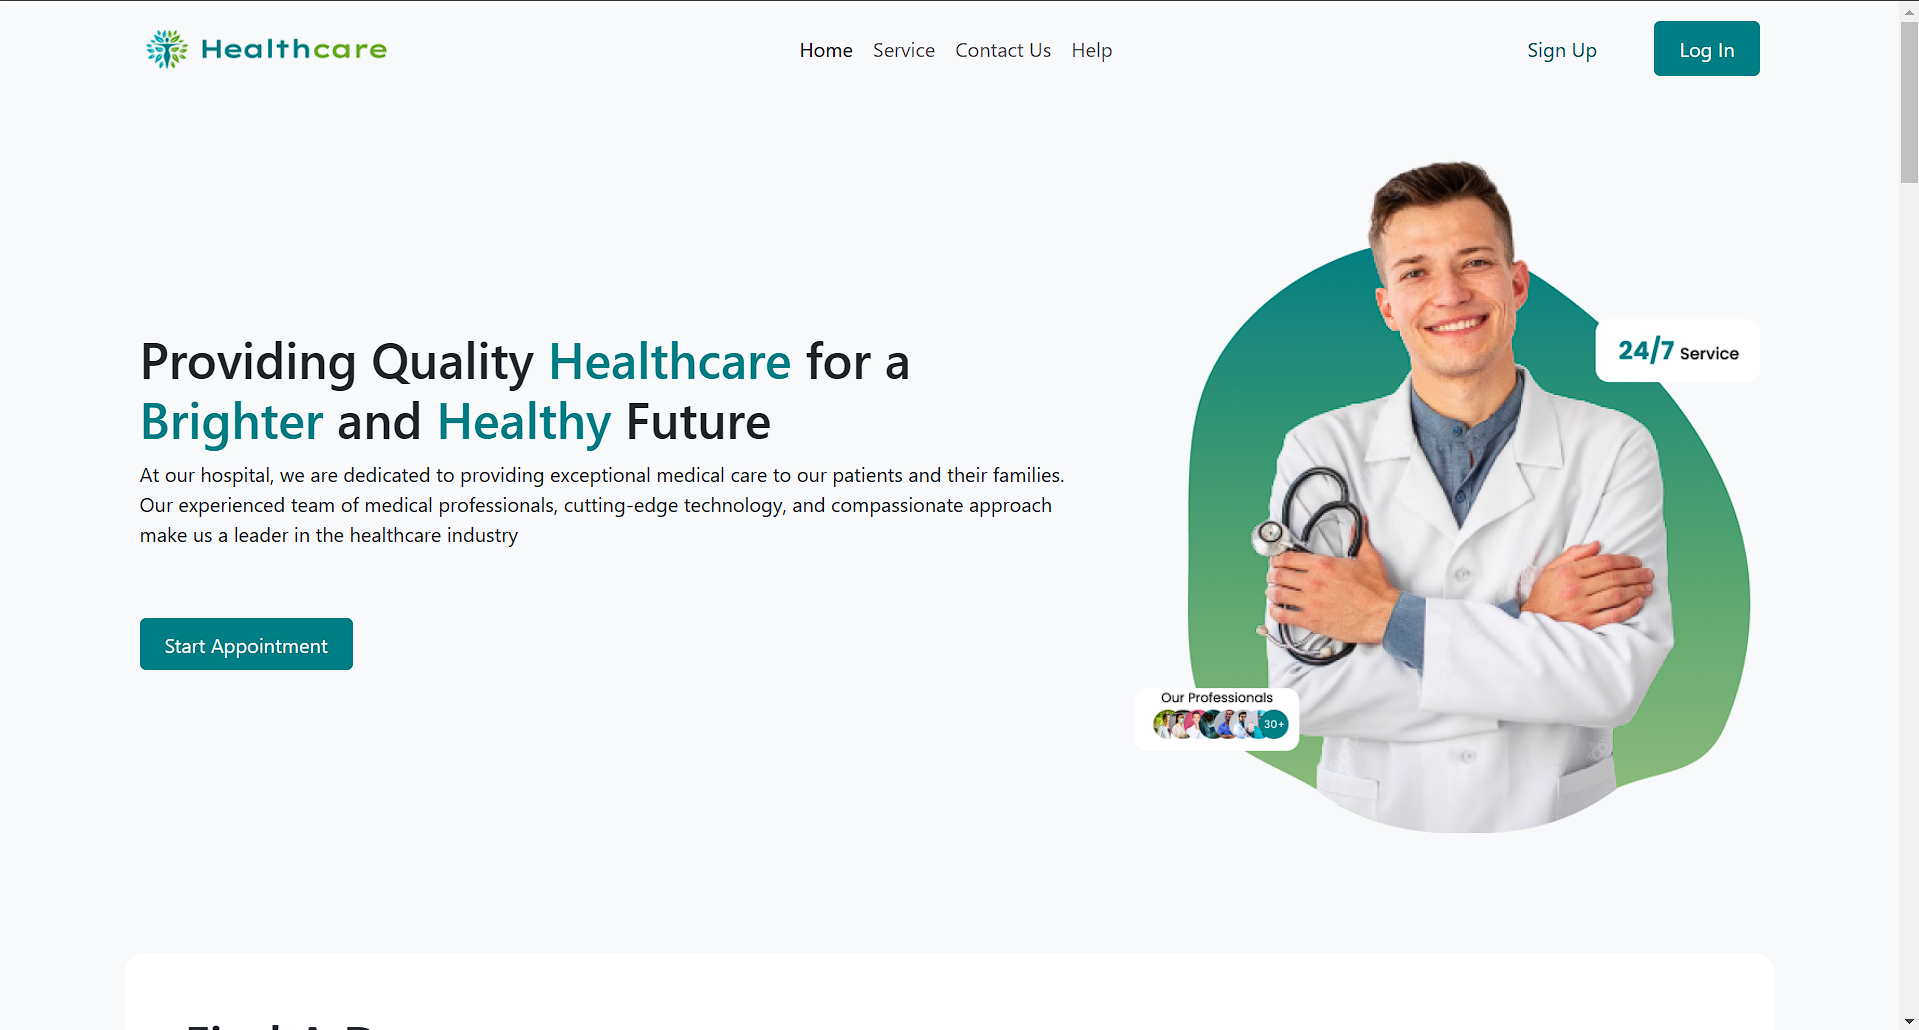 Healthcare
Home Service Contact Us Help
Sign Up
Log In
Providing Quality Healthcare for a
Brighter and Healthy Future
At our hospital, we are dedicated to providing exceptional medical care to our patients and their families.
Our experienced team of medical professionals, cutting-edge technology, and compassionate approach
make us a leader in the healthcare industry
Start Appointment
24/7 Service
Our Professionals
30+